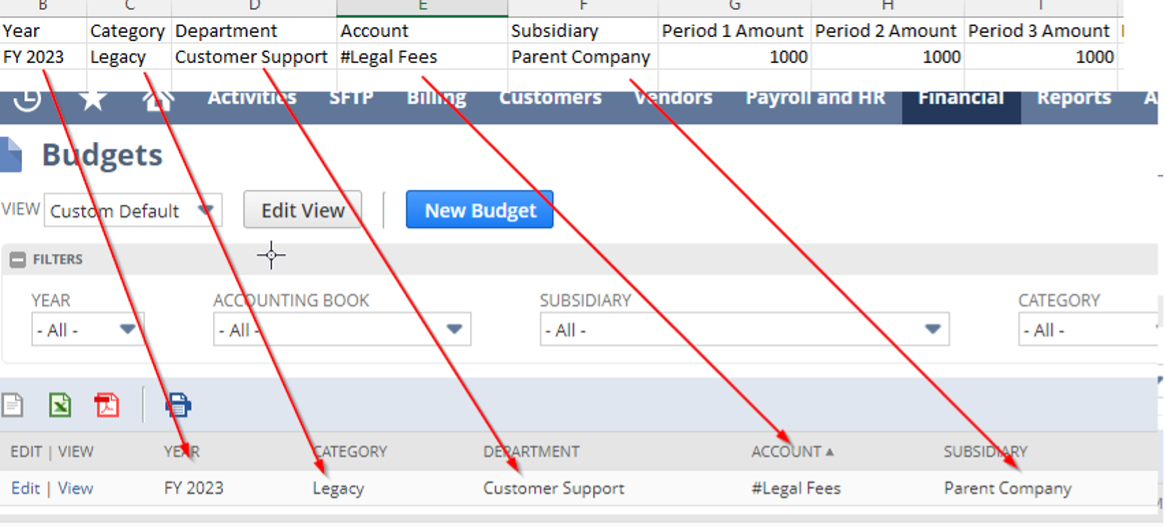 B C D E F G H I
Year Category Department Account Subsidiary Period 1 Amount Period 2 Amount Period 3 Amount
FY 2023 Legacy Customer Support #Legal Fees Parent Company 1000 1000 1000
Activities SFTP Billing Customers Vendors Payroll and HR Financial Reports A
Budgets
VIEW Custom Default Edit View New Budget
FILTERS
YEAR ACCOUNTING BOOK SUBSIDIARY CATEGORY
- All - - All - - All - - All -
EDIT | VIEW YEAR CATEGORY DEPARTMENT ACCOUNT SUBSIDIARY
Edit | View FY 2023 Legacy Customer Support #Legal Fees Parent Company